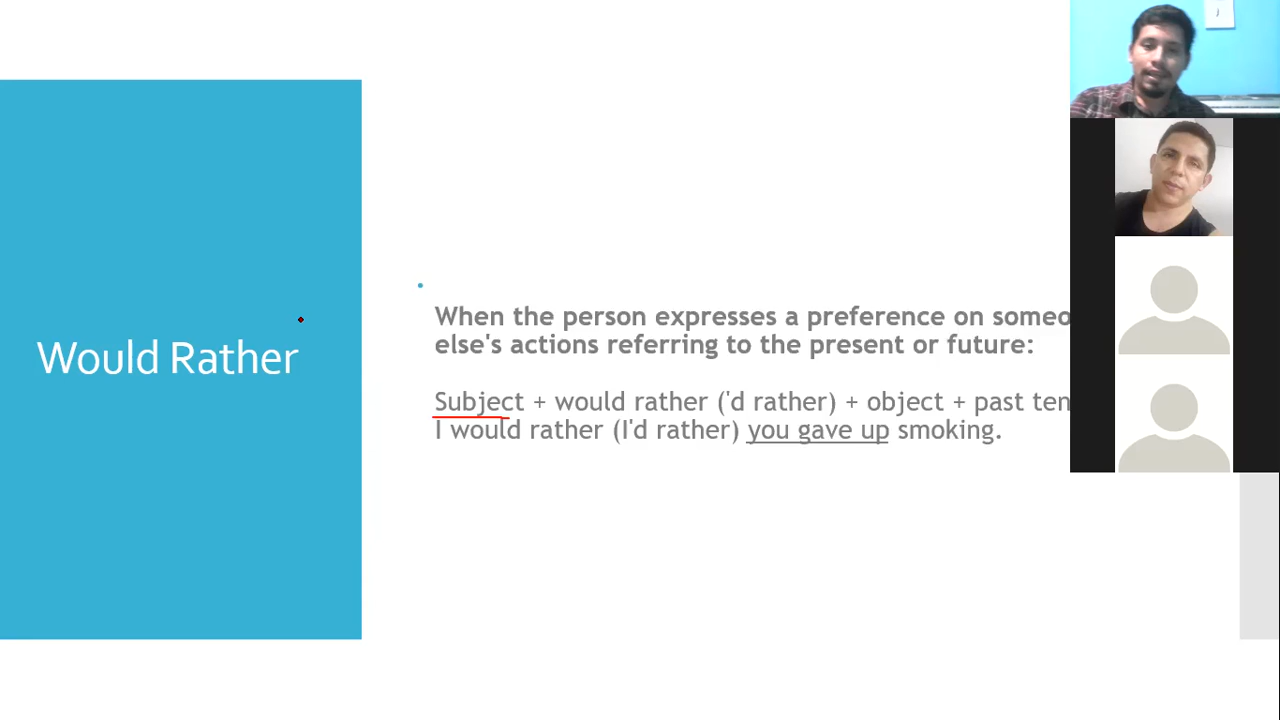 Would Rather
When the person expresses a preference on someo
else's actions referring to the present or future:
Subject + would rather ('d rather) + object + past ten
I would rather (I'd rather) you gave up smoking.